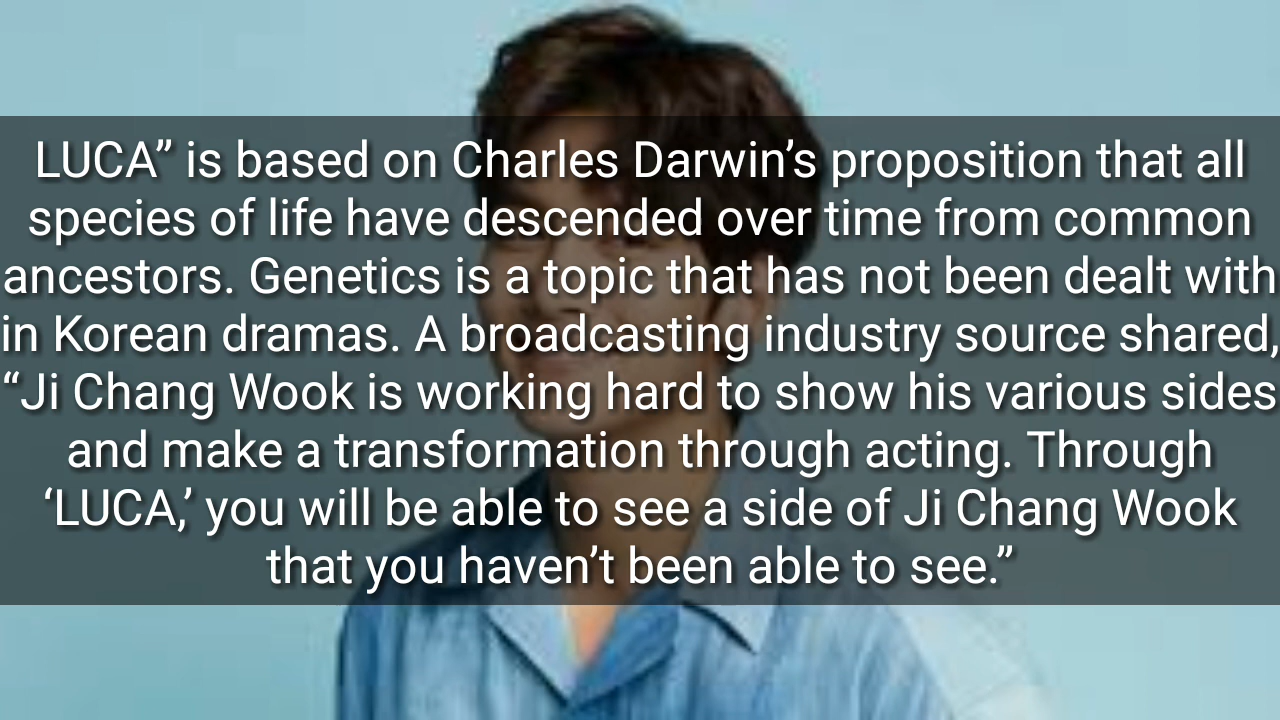 LUCA” is based on Charles Darwin’s proposition that all
species of life have descended over time from common
ancestors. Genetics is a topic that has not been dealt with
in Korean dramas. A broadcasting industry source shared,
“Ji Chang Wook is working hard to show his various sides
and make a transformation through acting. Through
‘LUCA,’ you will be able to see a side of Ji Chang Wook
that you haven’t been able to see.”